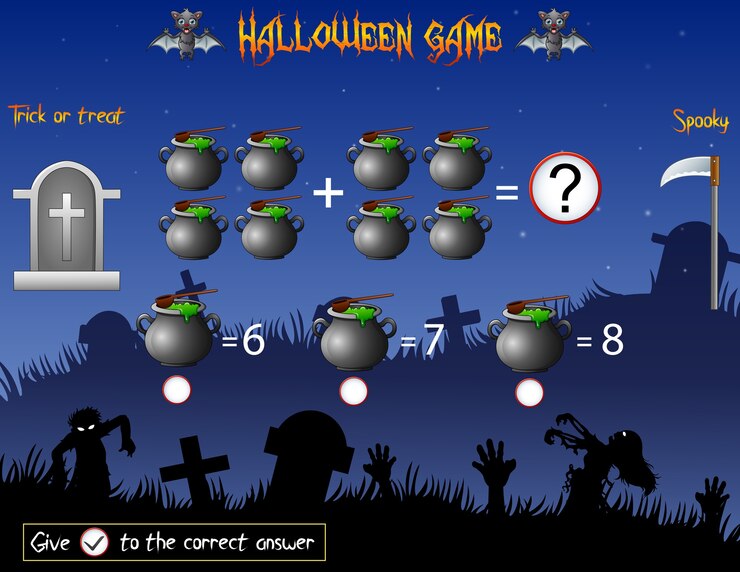 HALLOWEEN GAME
Trick or treat
Spooky
+ = ?
=6
=7
=8
Give ✓ to the correct answer